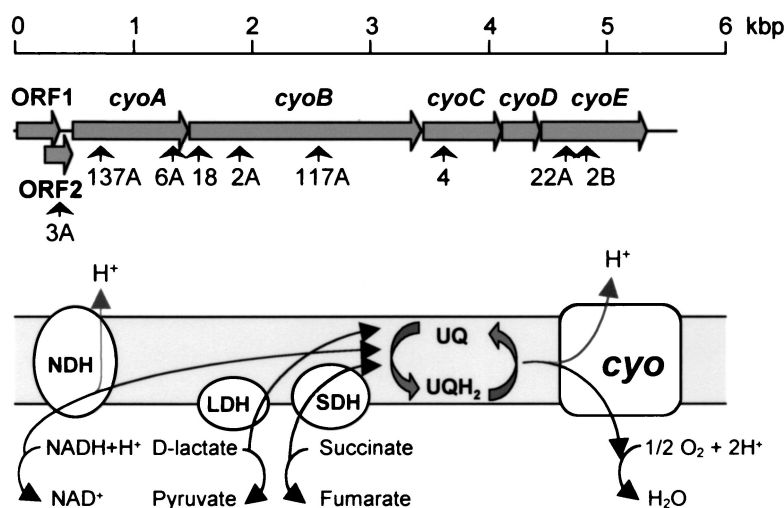 0 1 2 3 4 5 6 kbp
ORF1 cyoA cyoB cyoC cyoD cyoE
137A 6A 18 2A 117A 4 22A 2B
ORF2
3A
H⁺ H⁺
NDH UQ cyo
UQH₂
LDH SDH
NADH+H⁺ D-lactate Succinate 1/2 O₂ + 2H⁺
NAD⁺ Pyruvate Fumarate H₂O